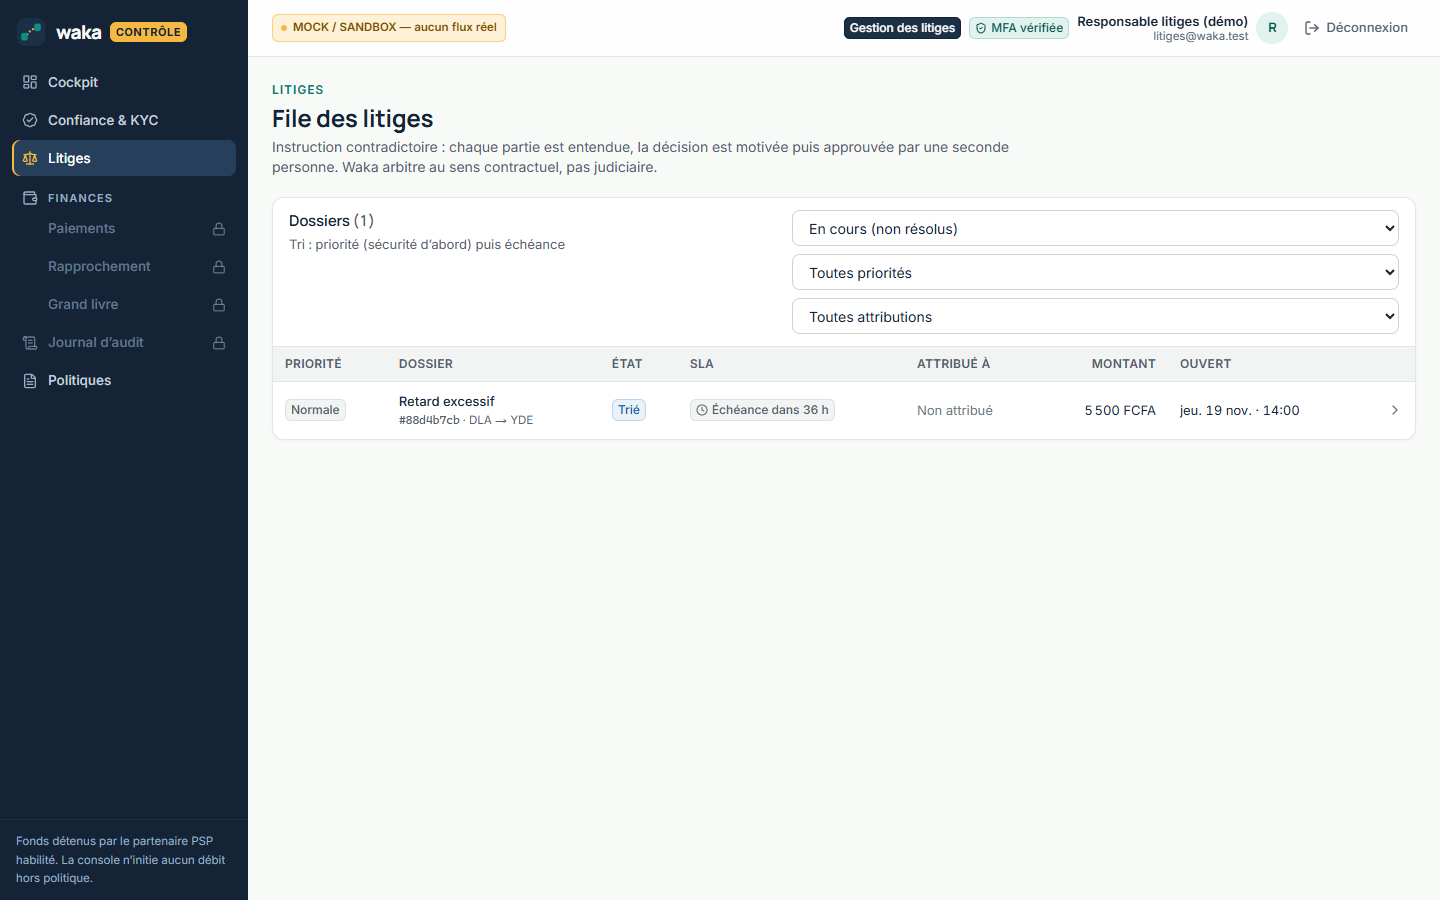 waka CONTRÔLE
MOCK / SANDBOX — aucun flux réel
Gestion des litiges
MFA vérifiée
Responsable litiges (démo)
litiges@waka.test
R
Déconnexion
Cockpit
Confiance & KYC
Litiges
FINANCES
Paiements
Rapprochement
Grand livre
Journal d’audit
Politiques
Fonds détenus par le partenaire PSP
habilité. La console n’initie aucun débit
hors politique.
LITIGES
File des litiges
Instruction contradictoire : chaque partie est entendue, la décision est motivée puis approuvée par une seconde
personne. Waka arbitre au sens contractuel, pas judiciaire.
Dossiers (1)
Tri : priorité (sécurité d’abord) puis échéance
En cours (non résolus)
Toutes priorités
Toutes attributions
PRIORITÉ DOSSIER ÉTAT SLA ATTRIBUÉ À MONTANT OUVERT
Normale Retard excessif Trié Échéance dans 36 h Non attribué 5 500 FCFA jeu. 19 nov. · 14:00
#88d4b7cb · DLA → YDE